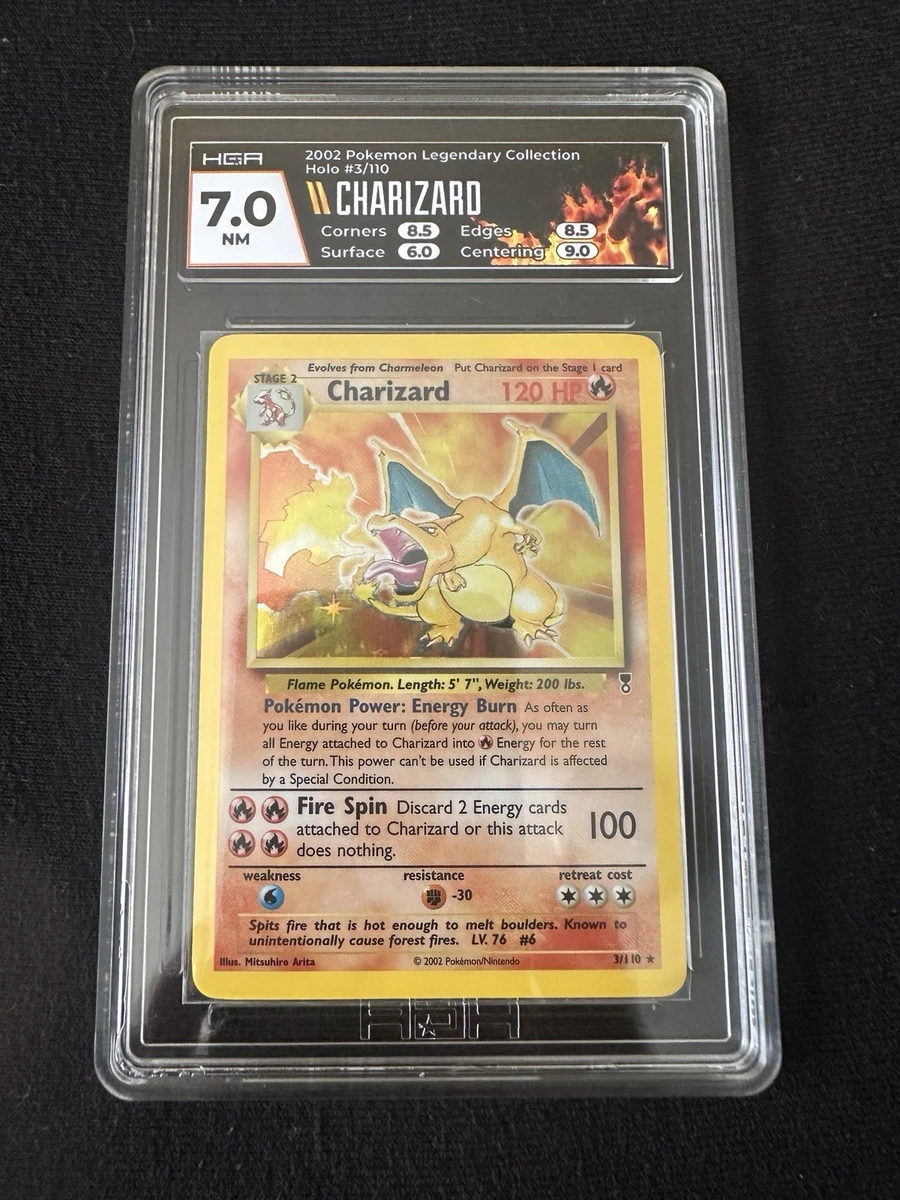 HGA
2002 Pokemon Legendary Collection
Holo #3/110
7.0
NM
CHARIZARD
Corners 8.5 Edges 8.5
Surface 6.0 Centering 9.0
Evolves from Charmeleon Put Charizard on the Stage 1 card
STAGE 2
Charizard 120 HP
Flame Pokémon. Length: 5' 7", Weight: 200 lbs.
Pokémon Power: Energy Burn As often as
you like during your turn (before your attack), you may turn
all Energy attached to Charizard into Energy for the rest
of the turn. This power can't be used if Charizard is affected
by a Special Condition.
Fire Spin Discard 2 Energy cards
attached to Charizard or this attack 100
does nothing.
weakness resistance retreat cost
-30
Spits fire that is hot enough to melt boulders. Known to
unintentionally cause forest fires. LV. 76 #6
Illus. Mitsuhiro Arita © 2002 Pokémon/Nintendo 3/110 ★
HGA